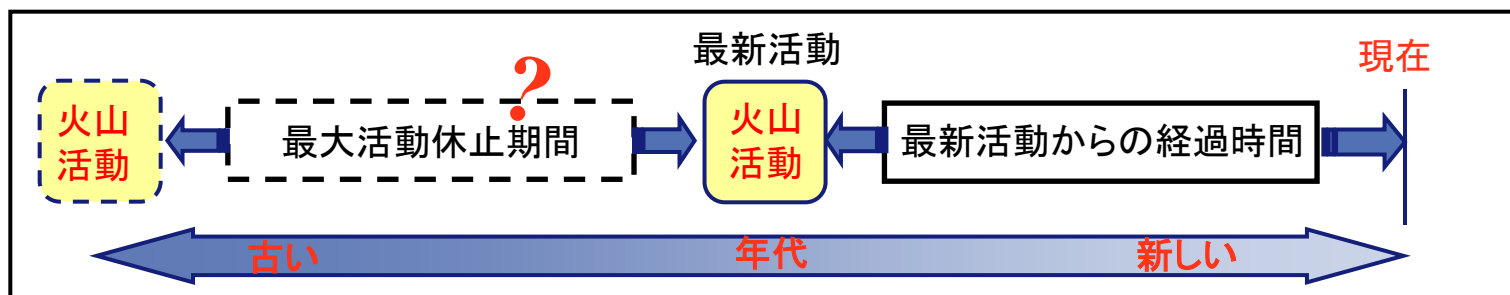 最新活動
現在
?
火山
活動
最大活動休止期間
火山
活動
最新活動からの経過時間
古い
年代
新しい